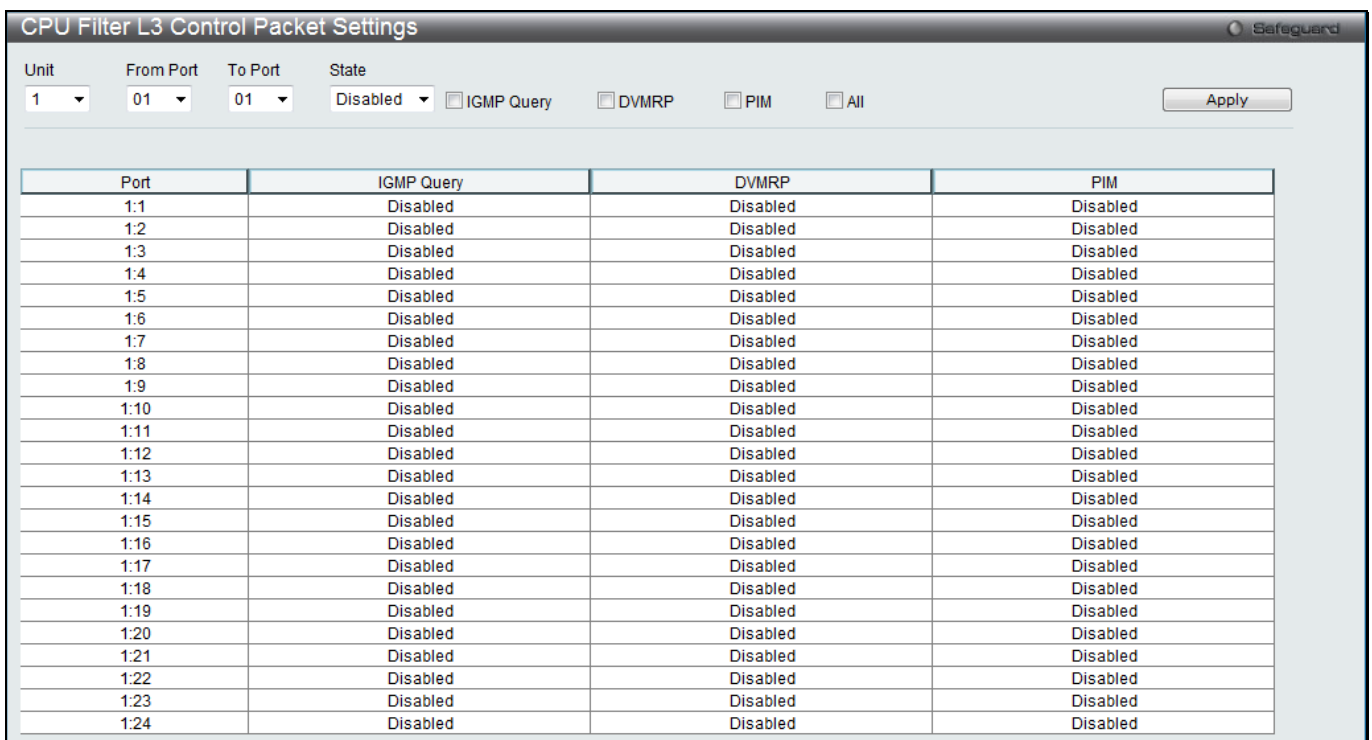 CPU Filter L3 Control Packet Settings Safeguard
Unit From Port To Port State
1 01 01 Disabled IGMP Query DVMRP PIM All Apply
Port IGMP Query DVMRP PIM
1:1 Disabled Disabled Disabled
1:2 Disabled Disabled Disabled
1:3 Disabled Disabled Disabled
1:4 Disabled Disabled Disabled
1:5 Disabled Disabled Disabled
1:6 Disabled Disabled Disabled
1:7 Disabled Disabled Disabled
1:8 Disabled Disabled Disabled
1:9 Disabled Disabled Disabled
1:10 Disabled Disabled Disabled
1:11 Disabled Disabled Disabled
1:12 Disabled Disabled Disabled
1:13 Disabled Disabled Disabled
1:14 Disabled Disabled Disabled
1:15 Disabled Disabled Disabled
1:16 Disabled Disabled Disabled
1:17 Disabled Disabled Disabled
1:18 Disabled Disabled Disabled
1:19 Disabled Disabled Disabled
1:20 Disabled Disabled Disabled
1:21 Disabled Disabled Disabled
1:22 Disabled Disabled Disabled
1:23 Disabled Disabled Disabled
1:24 Disabled Disabled Disabled